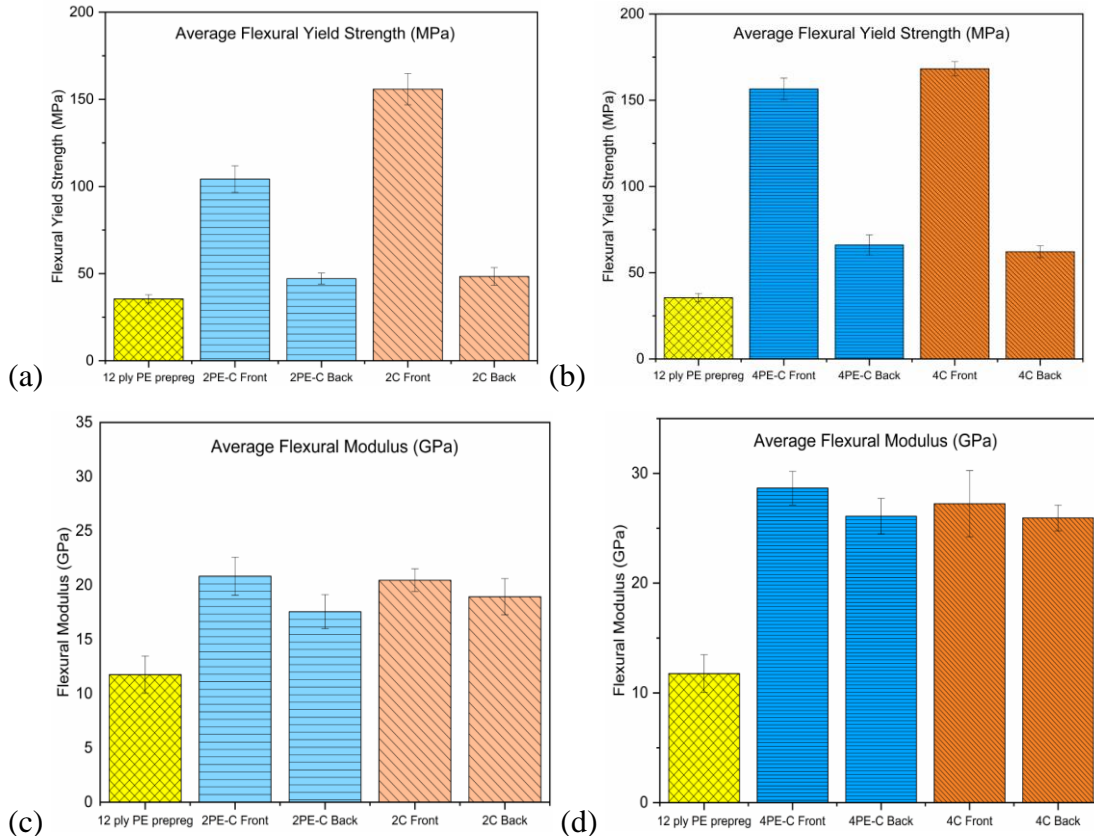 Average Flexural Yield Strength (MPa)
Flexural Yield Strength (MPa)
200
150
100
50
0
12 ply PE prepreg 2PE-C Front 2PE-C Back 2C Front 2C Back
(a)
Average Flexural Yield Strength (MPa)
Flexural Yield Strength (MPa)
200
150
100
50
0
12 ply PE prepreg 4PE-C Front 4PE-C Back 4C Front 4C Back
(b)
Average Flexural Modulus (GPa)
Flexural Modulus (GPa)
35
30
25
20
15
10
5
0
12 ply PE prepreg 2PE-C Front 2PE-C Back 2C Front 2C Back
(c)
Average Flexural Modulus (GPa)
Flexural Modulus (GPa)
30
20
10
0
12 ply PE prepreg 4PE-C Front 4PE-C Back 4C Front 4C Back
(d)